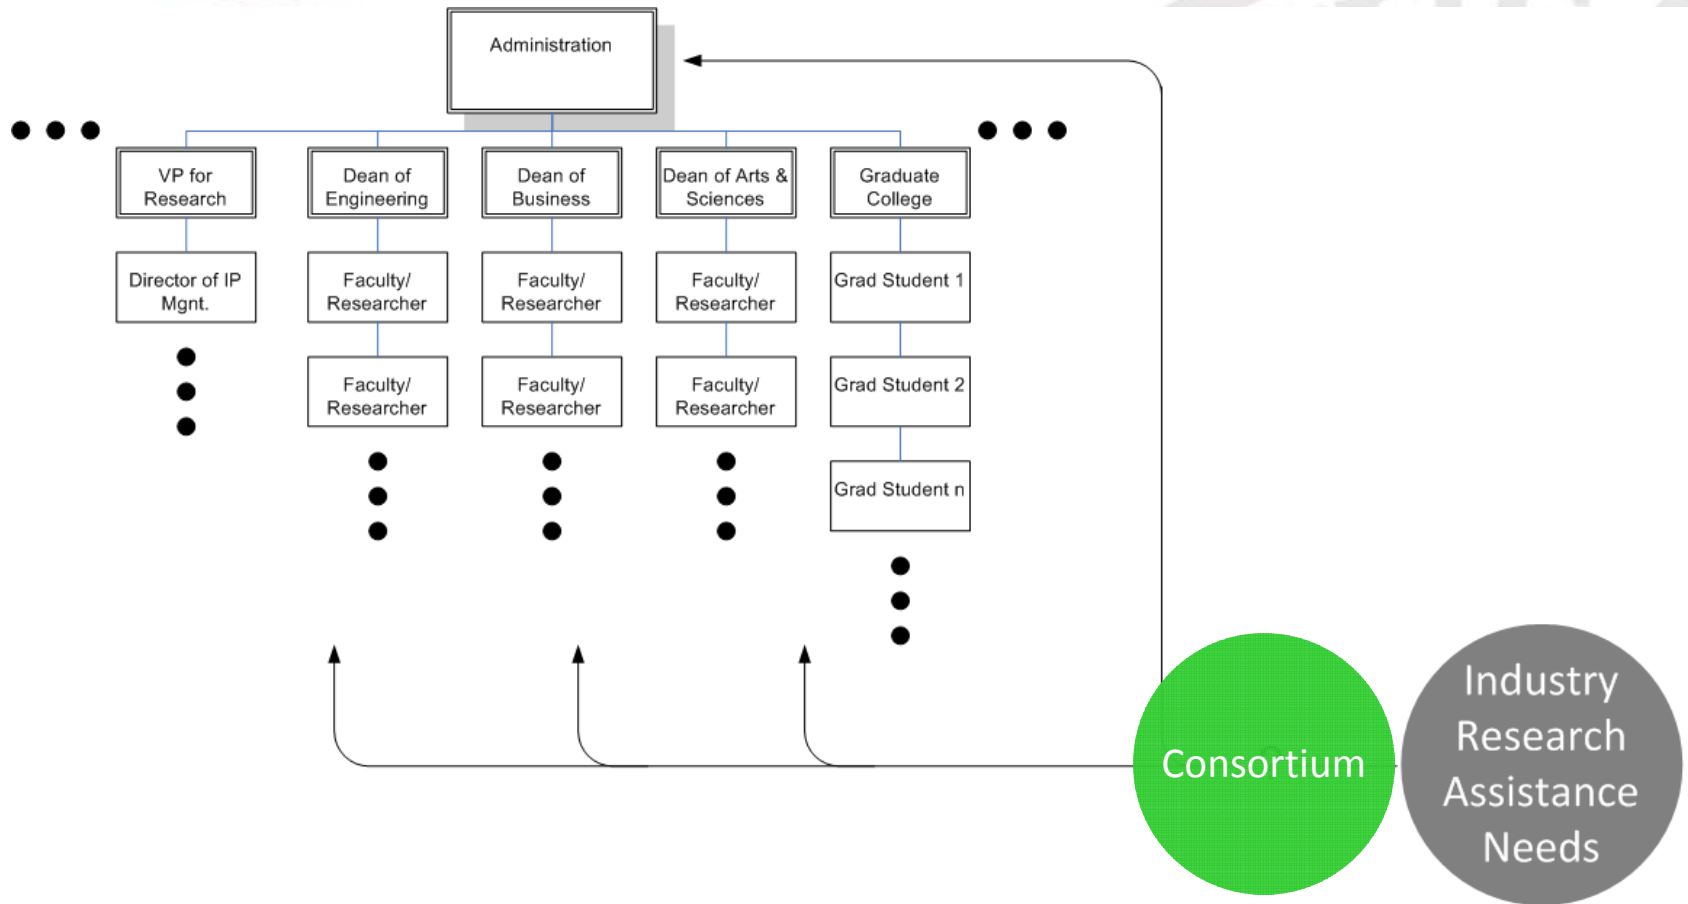 Administration
VP for
Research
Dean of
Engineering
Dean of
Business
Dean of Arts &
Sciences
Graduate
College
Director of IP
Mgnt.
Faculty/
Researcher
Faculty/
Researcher
Faculty/
Researcher
Grad Student 1
Faculty/
Researcher
Faculty/
Researcher
Faculty/
Researcher
Grad Student 2
Grad Student n
Consortium
Industry
Research
Assistance
Needs